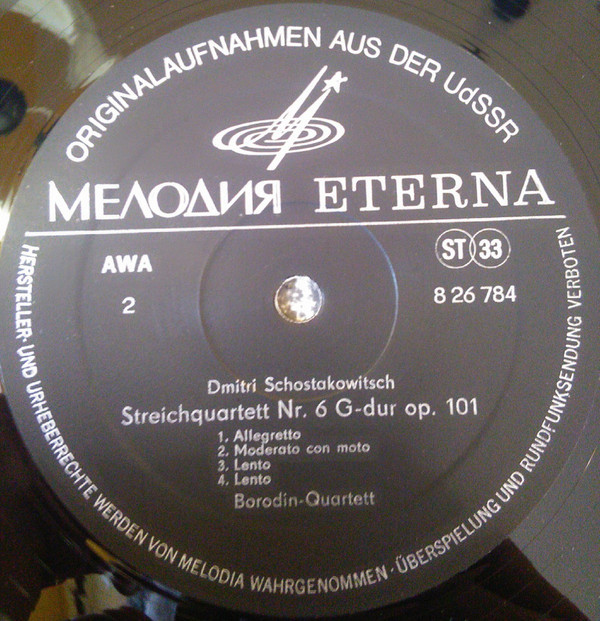 ORIGINALAUFNAHMEN AUS DER UdSSR
МЕЛОДИЯ ETERNA
AWA
ST 33
2
8 26 784
Dmitri Schostakowitsch
Streichquartett Nr. 6 G-dur op. 101
1. Allegretto
2. Moderato con moto
3. Lento
4. Lento
Borodin-Quartett
HERSTELLER- UND URHEBERRECHTE WERDEN VON MELODIA WAHRGENOMMEN · ÜBERSPIELUNG UND RUNDFUNKSENDUNG VERBOTEN